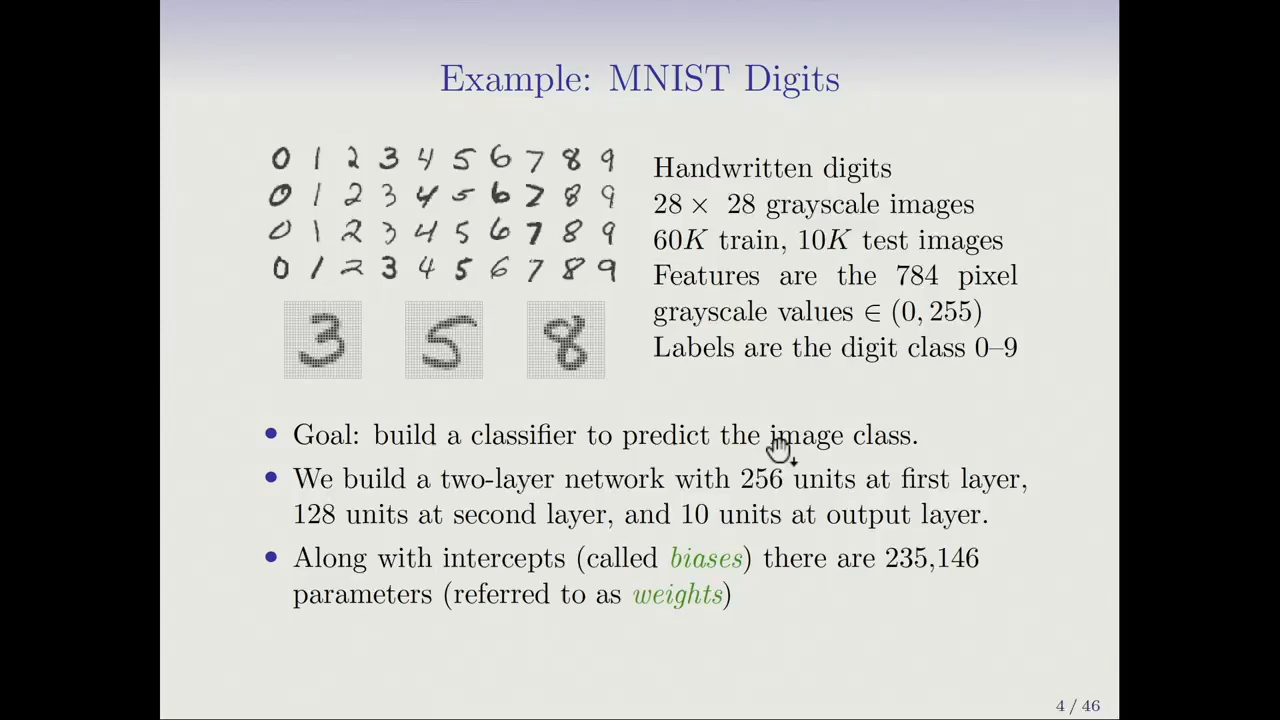 Example: MNIST Digits
0 1 2 3 4 5 6 7 8 9
0 1 2 3 4 5 6 7 8 9
0 1 2 3 4 5 6 7 8 9
0 1 2 3 4 5 6 7 8 9
3 5 8
Handwritten digits
28 × 28 grayscale images
60K train, 10K test images
Features are the 784 pixel
grayscale values ∈ (0, 255)
Labels are the digit class 0–9
• Goal: build a classifier to predict the image class.
• We build a two-layer network with 256 units at first layer,
128 units at second layer, and 10 units at output layer.
• Along with intercepts (called biases) there are 235,146
parameters (referred to as weights)
4 / 46